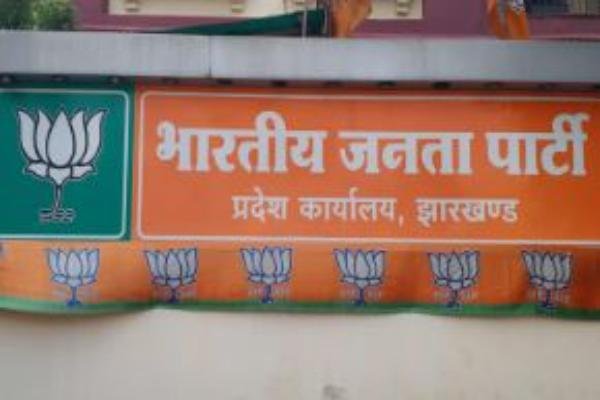 भारतीय जनता पार्टी
प्रदेश कार्यालय, झारखण्ड